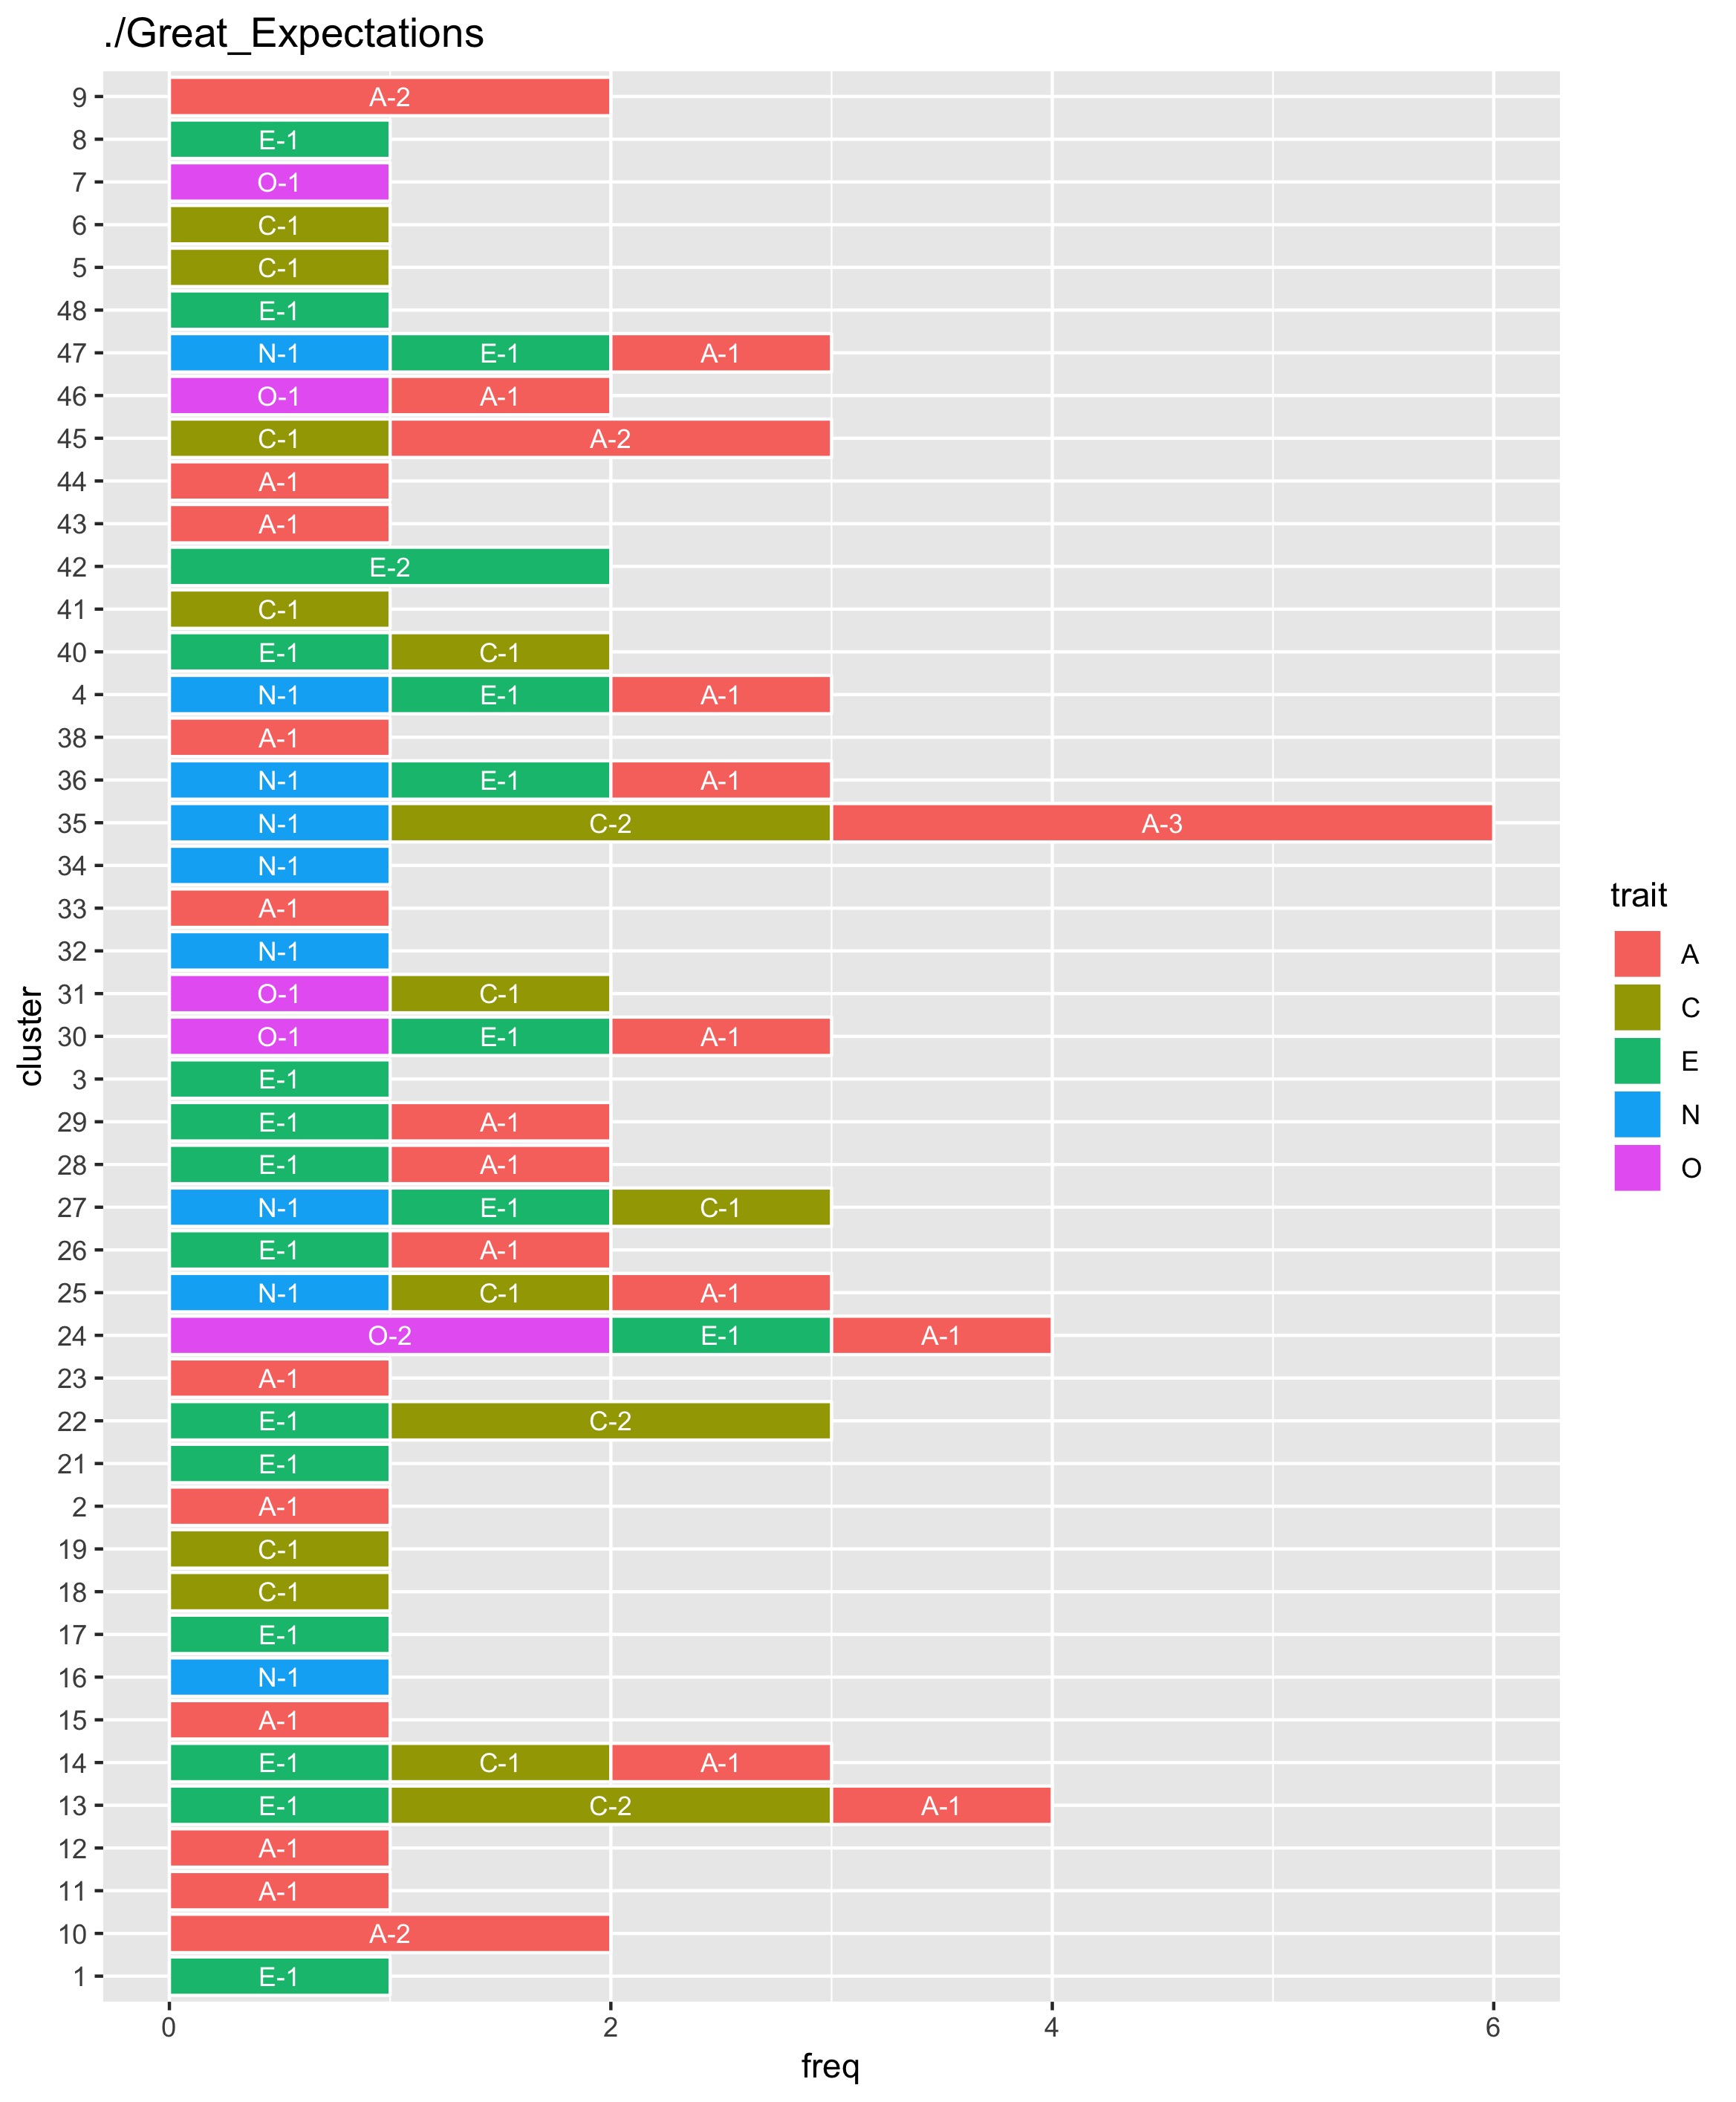 ./Great_Expectations
9 A-2
8 E-1
7 O-1
6 C-1
5 C-1
48 E-1
47 N-1 E-1 A-1
46 O-1 A-1
45 C-1 A-2
44 A-1
43 A-1
42 E-2
41 C-1
40 E-1 C-1
4 N-1 E-1 A-1
38 A-1
36 N-1 E-1 A-1
35 N-1 C-2 A-3
34 N-1
33 A-1
32 N-1
31 O-1 C-1
30 O-1 E-1 A-1
3 E-1
29 E-1 A-1
28 E-1 A-1
27 N-1 E-1 C-1
26 E-1 A-1
25 N-1 C-1 A-1
24 O-2 E-1 A-1
23 A-1
22 E-1 C-2
21 E-1
2 A-1
19 C-1
18 C-1
17 E-1
16 N-1
15 A-1
14 E-1 C-1 A-1
13 E-1 C-2 A-1
12 A-1
11 A-1
10 A-2
1 E-1
0 2 4 6
freq
cluster
trait
A
C
E
N
O